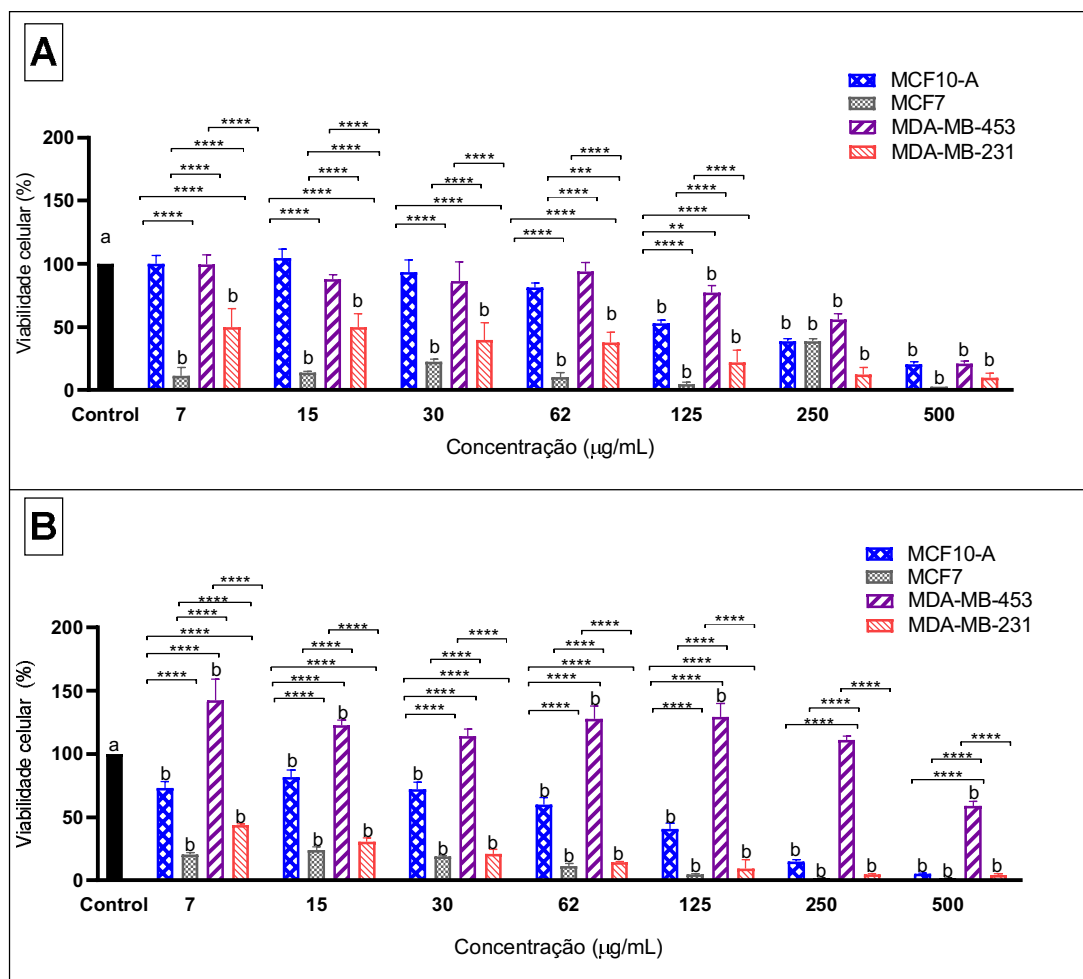 A
MCF10-A
MCF7
MDA-MB-453
MDA-MB-231
Viabilidade celular (%)
200
150
100
50
0
**** **** **** **** ****
**** **** **** **** ****
**** **** **** ****
**** **** *** **** ****
**** **** **** ** ****
a
b b b b b b b b b b b b b b b b b b
Control 7 15 30 62 125 250 500
Concentração (μg/mL)
B
MCF10-A
MCF7
MDA-MB-453
MDA-MB-231
Viabilidade celular (%)
200
150
100
50
0
**** **** **** **** **** ****
**** **** **** **** ****
**** **** **** **** ****
**** **** **** **** ****
**** **** **** **** ****
**** **** ****
**** **** ****
a
b b b b
b b b b
b b b
b b b b
b b b b
b b b
b b b b
Control 7 15 30 62 125 250 500
Concentração (μg/mL)